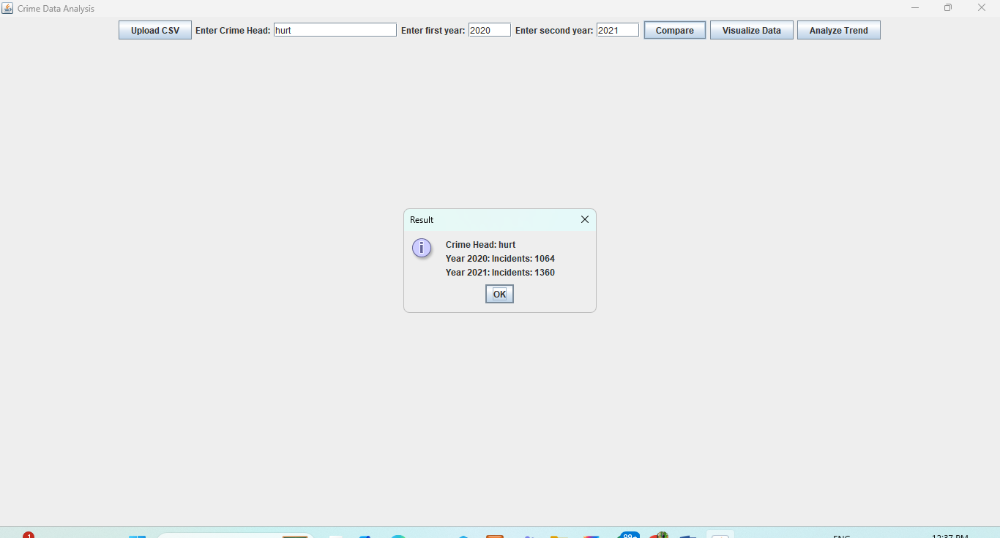 Crime Data Analysis
Upload CSV Enter Crime Head: hurt Enter first year: 2020 Enter second year: 2021 Compare Visualize Data Analyze Trend
Result
Crime Head: hurt
Year 2020: Incidents: 1064
Year 2021: Incidents: 1360
OK
1
99+
ENG
12:37 PM